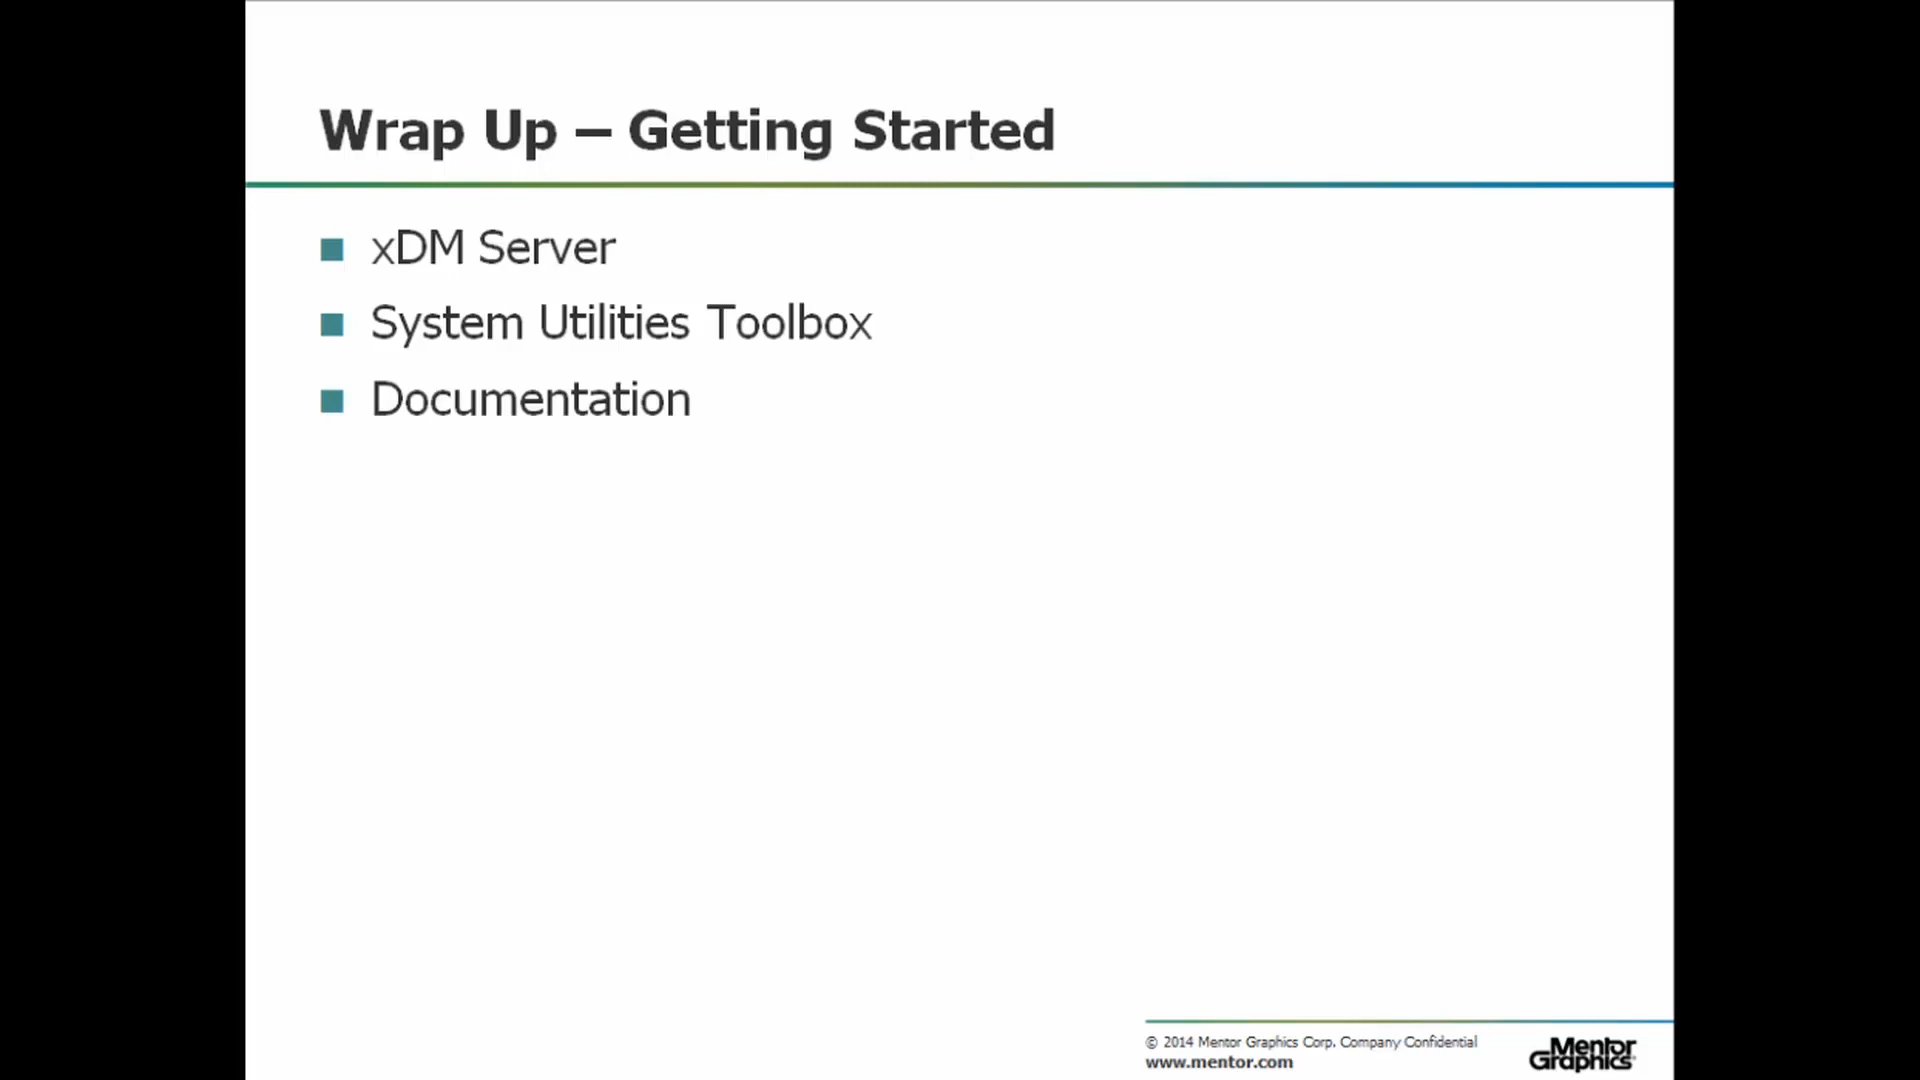 Wrap Up – Getting Started
xDM Server
System Utilities Toolbox
Documentation
© 2014 Mentor Graphics Corp. Company Confidential
www.mentor.com
Mentor
Graphics